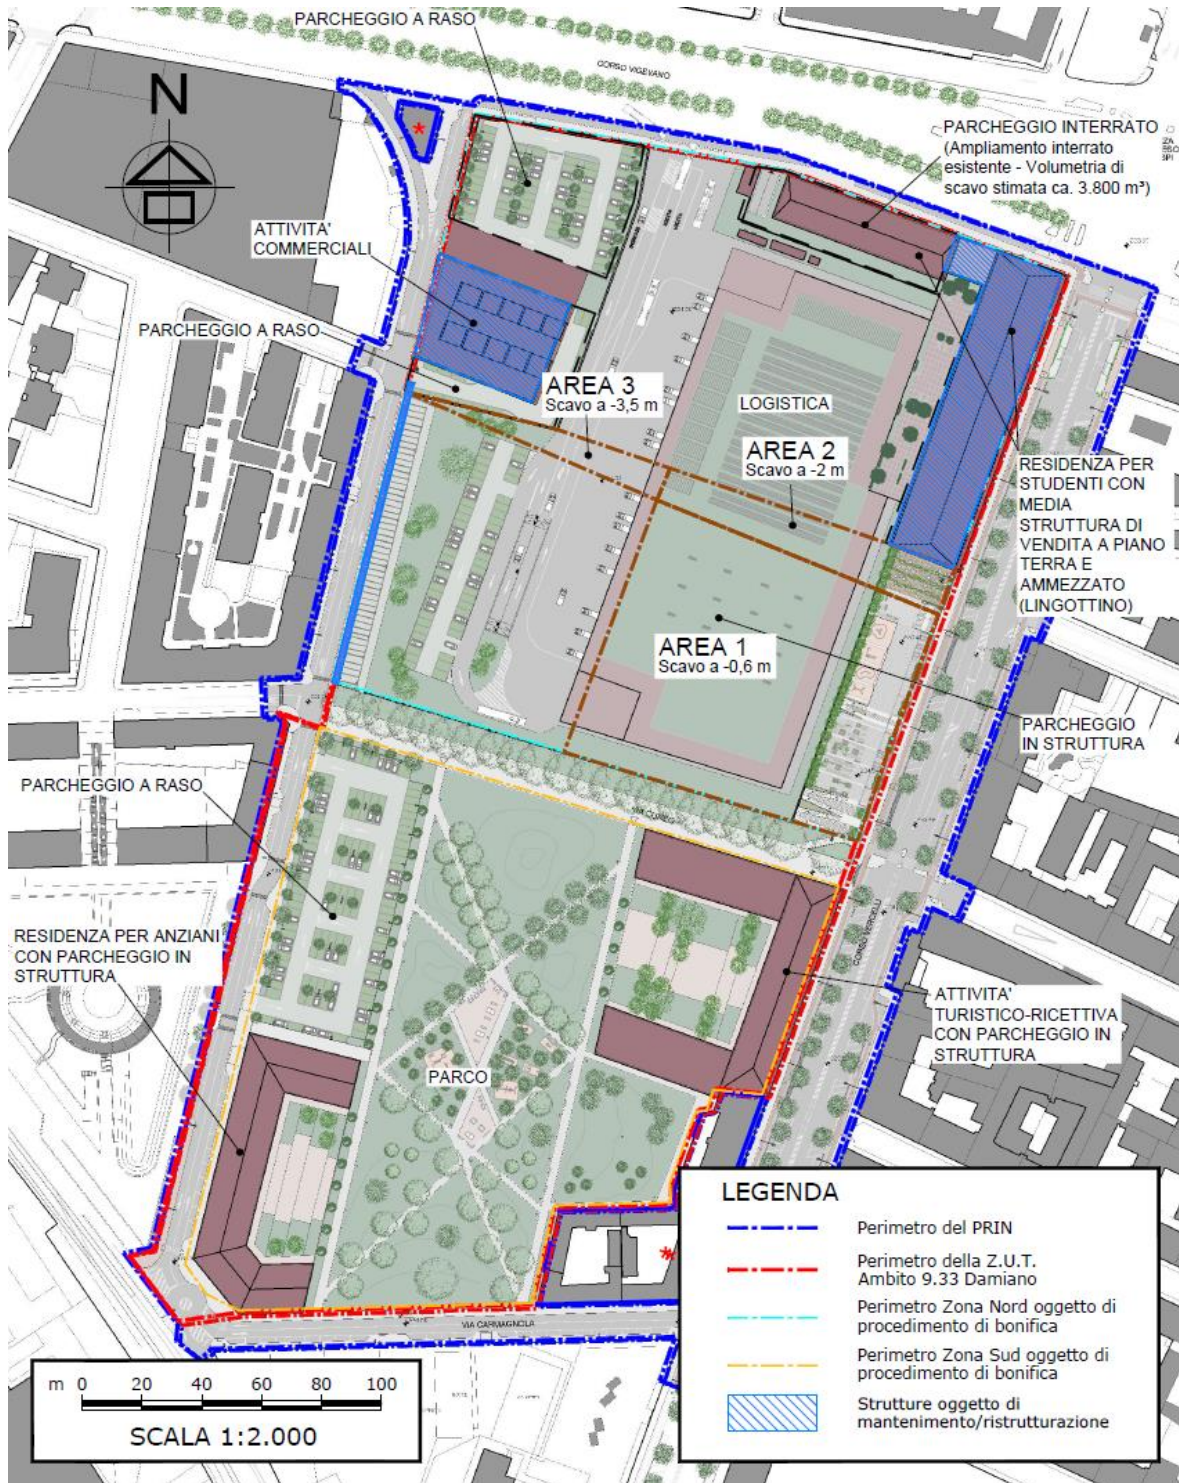 PARCHEGGIO A RASO
CORSO VIGEVANO
N
PARCHEGGIO INTERRATO
(Ampliamento interrato
esistente - Volumetria di
scavo stimata ca. 3.800 m³)
ATTIVITA'
COMMERCIALI
PARCHEGGIO A RASO
AREA 3
Scavo a -3,5 m
LOGISTICA
AREA 2
Scavo a -2 m
RESIDENZA PER
STUDENTI CON
MEDIA
STRUTTURA DI
VENDITA A PIANO
TERRA E
AMMEZZATO
(LINGOTTINO)
AREA 1
Scavo a -0,6 m
PARCHEGGIO
IN STRUTTURA
PARCHEGGIO A RASO
VIA CUNEO
CORSO VERCELLI
RESIDENZA PER ANZIANI
CON PARCHEGGIO IN
STRUTTURA
ATTIVITA'
TURISTICO-RICETTIVA
CON PARCHEGGIO IN
STRUTTURA
PARCO
VIA CARMAGNOLA
LEGENDA
Perimetro del PRIN
Perimetro della Z.U.T.
Ambito 9.33 Damiano
Perimetro Zona Nord oggetto di
procedimento di bonifica
Perimetro Zona Sud oggetto di
procedimento di bonifica
Strutture oggetto di
mantenimento/ristrutturazione
m 0 20 40 60 80 100
SCALA 1:2.000